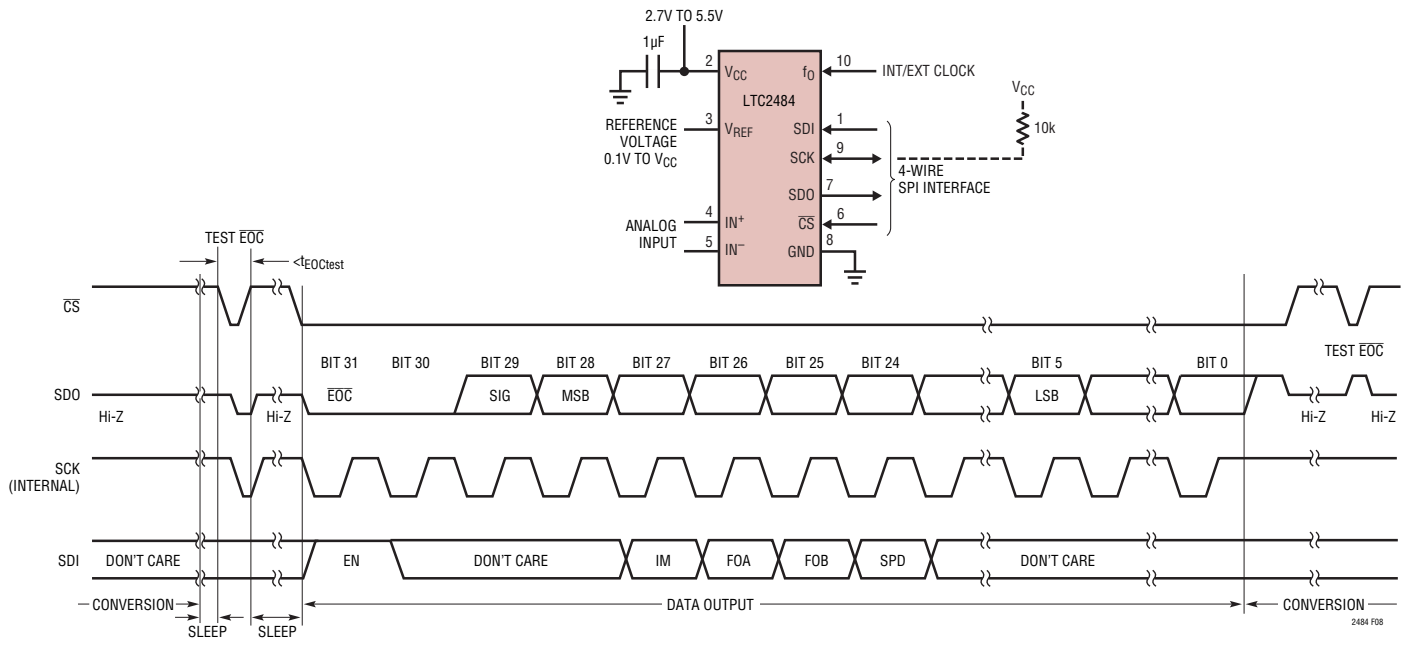 2.7V TO 5.5V
1µF
2
VCC
LTC2484
fO
10
INT/EXT CLOCK
VCC
10k
REFERENCE
VOLTAGE
0.1V TO VCC
3
VREF
SDI
1
SCK
9
4-WIRE
SPI INTERFACE
SDO
7
ANALOG
INPUT
4
IN+
5
IN–
CS
6
GND
8
TEST EOC
<tEOCtest
CS
BIT 31 BIT 30 BIT 29 BIT 28 BIT 27 BIT 26 BIT 25 BIT 24 BIT 5 BIT 0
TEST EOC
SDO
EOC SIG MSB LSB
Hi-Z Hi-Z Hi-Z Hi-Z
SCK
(INTERNAL)
SDI DON'T CARE EN DON'T CARE IM FOA FOB SPD DON'T CARE
CONVERSION DATA OUTPUT CONVERSION
SLEEP SLEEP
2484 F08